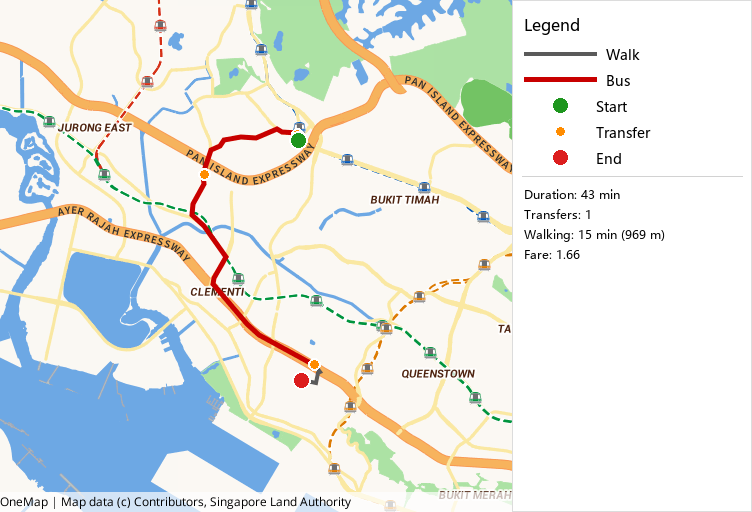 JURONG EAST
PAN ISLAND EXPRESSWAY
PAN ISLAND EXPRESSWAY
BUKIT TIMAH
AYER RAJAH EXPRESSWAY
CLEMENTI
TA
QUEENSTOWN
BUKIT MERAH
OneMap | Map data (c) Contributors, Singapore Land Authority
Legend
Walk
Bus
Start
Transfer
End
Duration: 43 min
Transfers: 1
Walking: 15 min (969 m)
Fare: 1.66